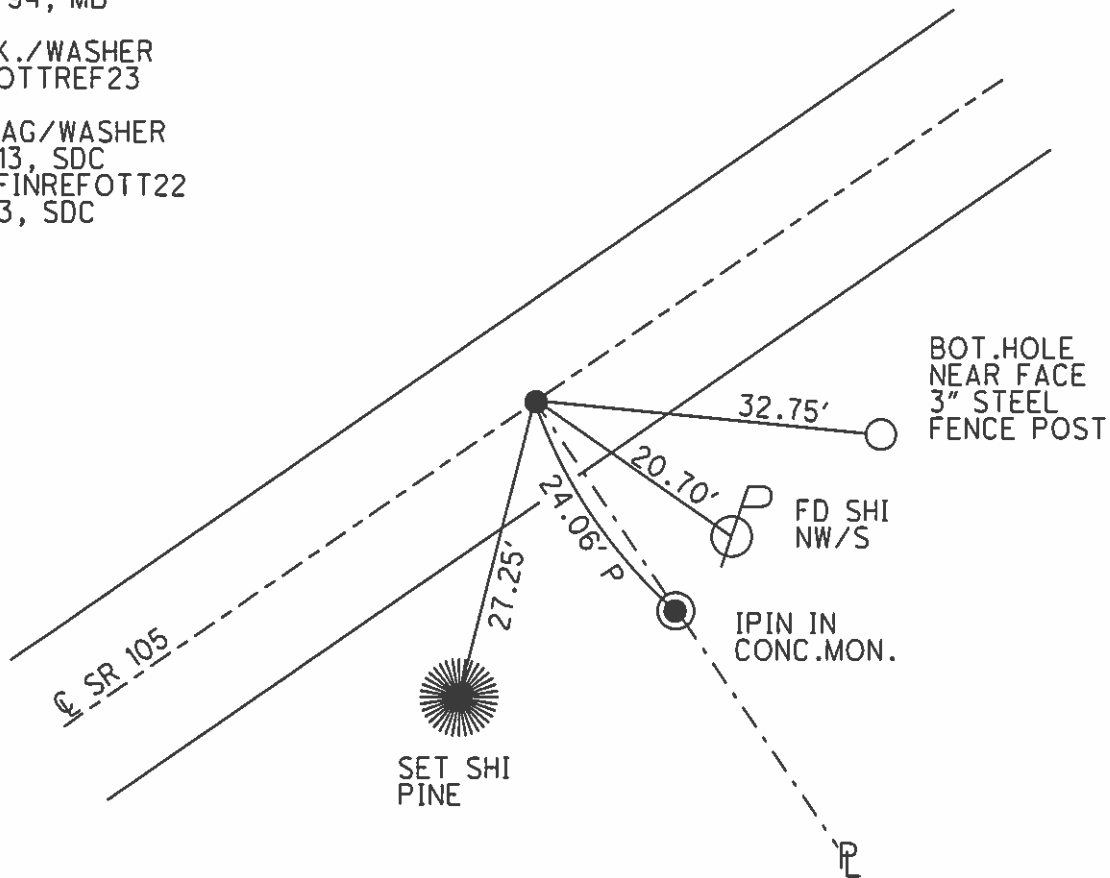 K./WASHER
OTTREF23
AG/WASHER
13, SDC
FINREFOTT22
3, SDC
BOT.HOLE
NEAR FACE
3" STEEL
FENCE POST
32.75'
20.70'
P
FD SHI
NW/S
24.06' P
27.25'
IPIN IN
CONC.MON.
℄ SR 105
SET SHI
PINE
PL